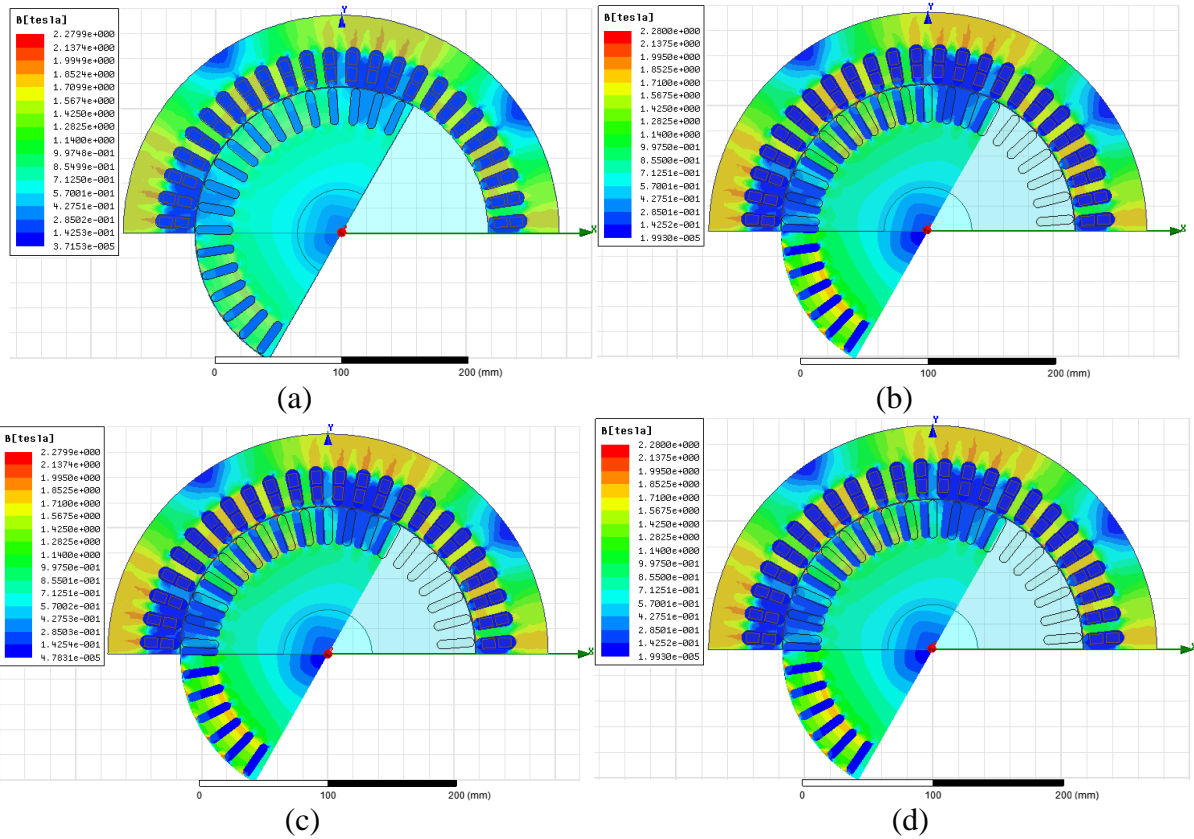 B[tesla]
2.2799e+000
2.1374e+000
1.9949e+000
1.8524e+000
1.7099e+000
1.5674e+000
1.4250e+000
1.2825e+000
1.1400e+000
9.9748e-001
8.5499e-001
7.1250e-001
5.7001e-001
4.2751e-001
2.8502e-001
1.4253e-001
3.7153e-005
Y
X
0
100
200 (mm)
(a)
B[tesla]
2.2800e+000
2.1375e+000
1.9950e+000
1.8525e+000
1.7100e+000
1.5675e+000
1.4250e+000
1.2825e+000
1.1400e+000
9.9750e-001
8.5500e-001
7.1251e-001
5.7001e-001
4.2751e-001
2.8501e-001
1.4252e-001
1.9930e-005
Y
X
0
100
200 (mm)
(b)
B[tesla]
2.2799e+000
2.1374e+000
1.9950e+000
1.8525e+000
1.7100e+000
1.5675e+000
1.4250e+000
1.2825e+000
1.1400e+000
9.9750e-001
8.5501e-001
7.1251e-001
5.7002e-001
4.2753e-001
2.8503e-001
1.4254e-001
4.7831e-005
Y
X
0
100
200 (mm)
(c)
B[tesla]
2.2800e+000
2.1375e+000
1.9950e+000
1.8525e+000
1.7100e+000
1.5675e+000
1.4250e+000
1.2825e+000
1.1400e+000
9.9750e-001
8.5500e-001
7.1251e-001
5.7001e-001
4.2751e-001
2.8501e-001
1.4252e-001
1.9930e-005
Y
X
0
100
200 (mm)
(d)